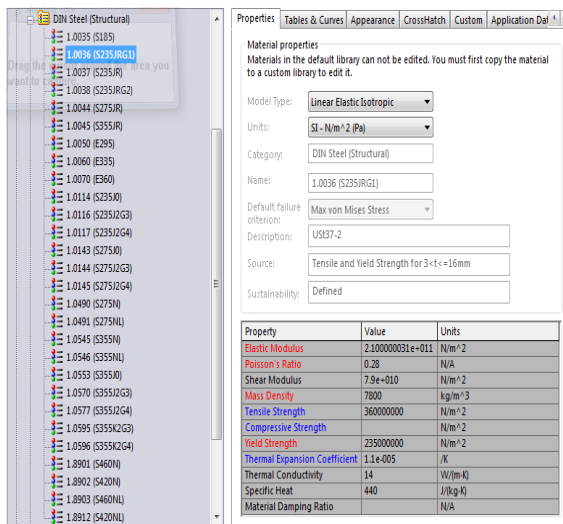 DIN Steel (Structural)
1.0035 (S185)
1.0036 (S235JRG1)
1.0037 (S235JR)
1.0038 (S235JRG2)
1.0044 (S275JR)
1.0045 (S355JR)
1.0050 (E295)
1.0060 (E335)
1.0070 (E360)
1.0114 (S235J0)
1.0116 (S235J2G3)
1.0117 (S235J2G4)
1.0143 (S275J0)
1.0144 (S275J2G3)
1.0145 (S275J2G4)
1.0490 (S275N)
1.0491 (S275NL)
1.0545 (S355N)
1.0546 (S355NL)
1.0553 (S355J0)
1.0570 (S355J2G3)
1.0577 (S355J2G4)
1.0595 (S355K2G3)
1.0596 (S355K2G4)
1.8901 (S460N)
1.8902 (S420N)
1.8903 (S460NL)
1.8912 (S420NL)
Drag the
area you
want to
Properties Tables & Curves Appearance CrossHatch Custom Application Dat
Material properties
Materials in the default library can not be edited. You must first copy the material
to a custom library to edit it.
Model Type: Linear Elastic Isotropic
Units: SI - N/m^2 (Pa)
Category: DIN Steel (Structural)
Name: 1.0036 (S235JRG1)
Default failure
criterion: Max von Mises Stress
Description: USt37-2
Source: Tensile and Yield Strength for 3<t<=16mm
Sustainability: Defined
Property Value Units
Elastic Modulus 2.100000031e+011 N/m^2
Poisson's Ratio 0.28 N/A
Shear Modulus 7.9e+010 N/m^2
Mass Density 7800 kg/m^3
Tensile Strength 360000000 N/m^2
Compressive Strength N/m^2
Yield Strength 235000000 N/m^2
Thermal Expansion Coefficient 1.1e-005 /K
Thermal Conductivity 14 W/(m·K)
Specific Heat 440 J/(kg·K)
Material Damping Ratio N/A